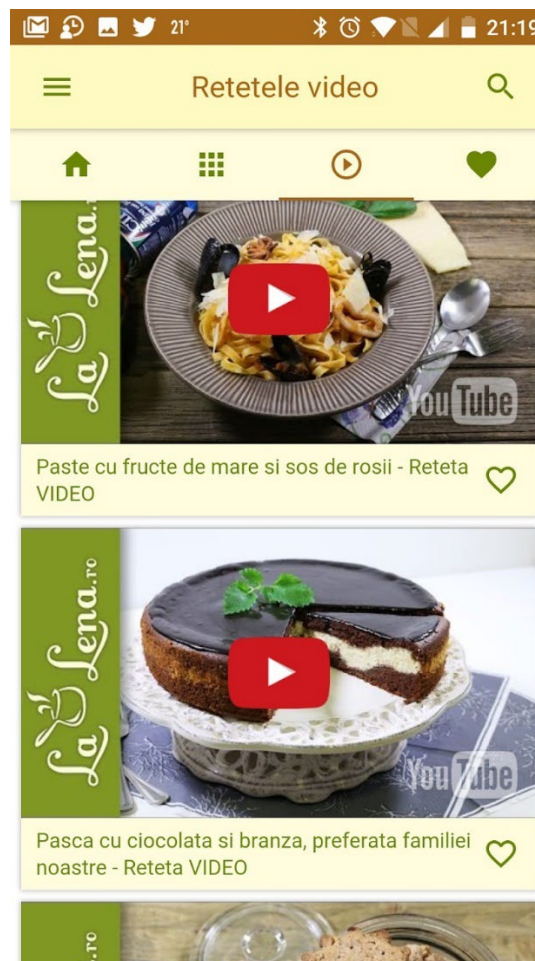 21°
21:19
Retetele video
La Lena.ro
YouTube
Paste cu fructe de mare si sos de rosii - Reteta
VIDEO
La Lena.ro
YouTube
Pasca cu ciocolata si branza, preferata familiei
noastre - Reteta VIDEO
.ro